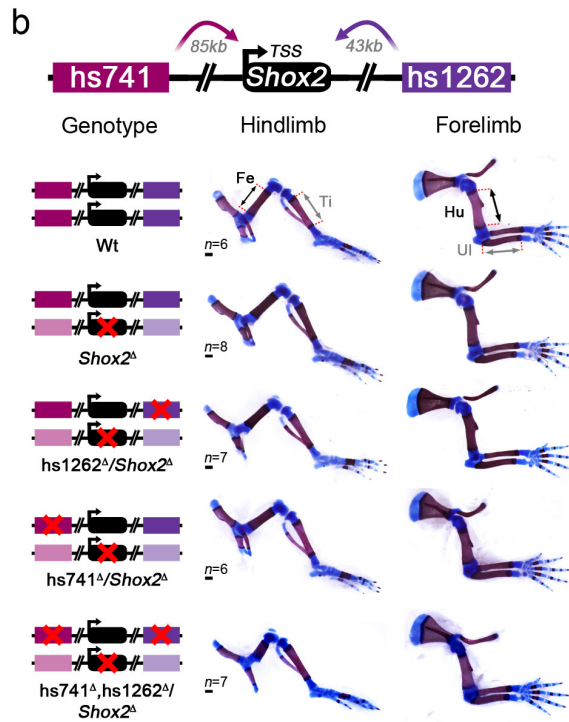 b
85kb TSS 43kb
hs741 Shox2 hs1262
Genotype Hindlimb Forelimb
Fe Ti Hu Ul
Wt n=6
n=8
Shox2Δ
n=7
hs1262Δ/Shox2Δ
n=6
hs741Δ/Shox2Δ
n=7
hs741Δ,hs1262Δ/
Shox2Δ